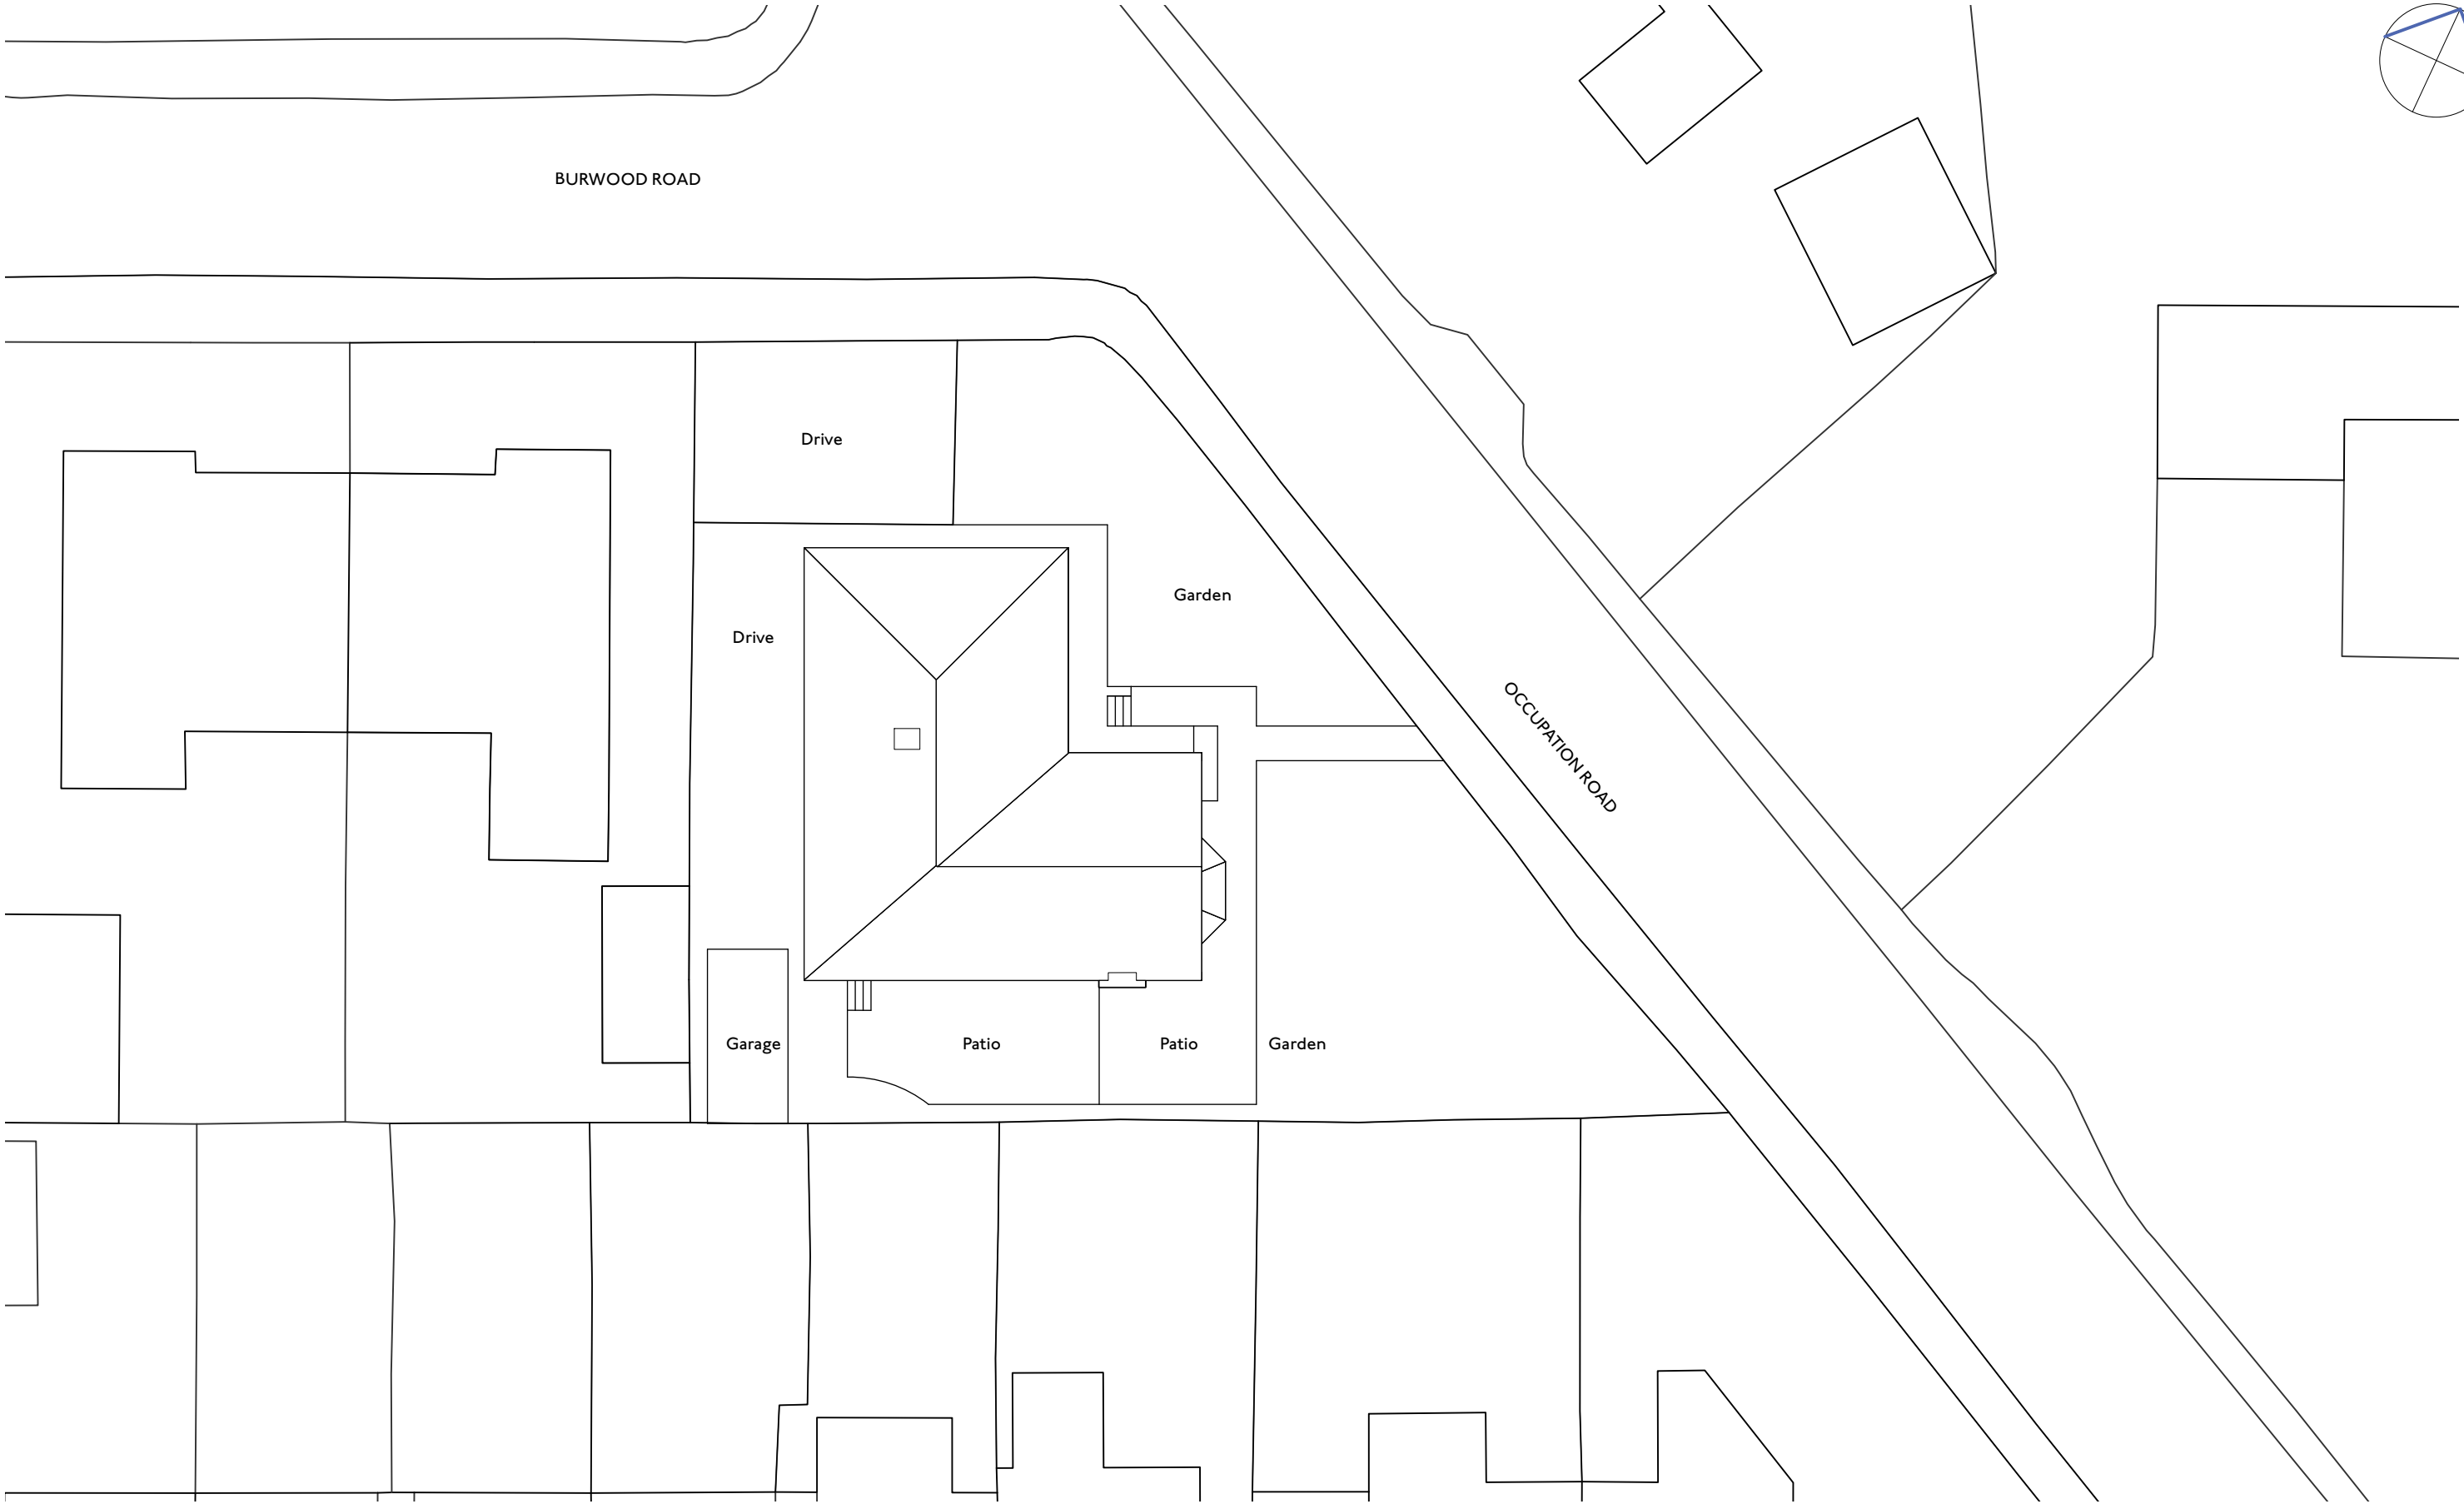 BURWOOD ROAD
Drive
Garden
Drive
OCCUPATION ROAD
Garage
Patio
Patio
Garden